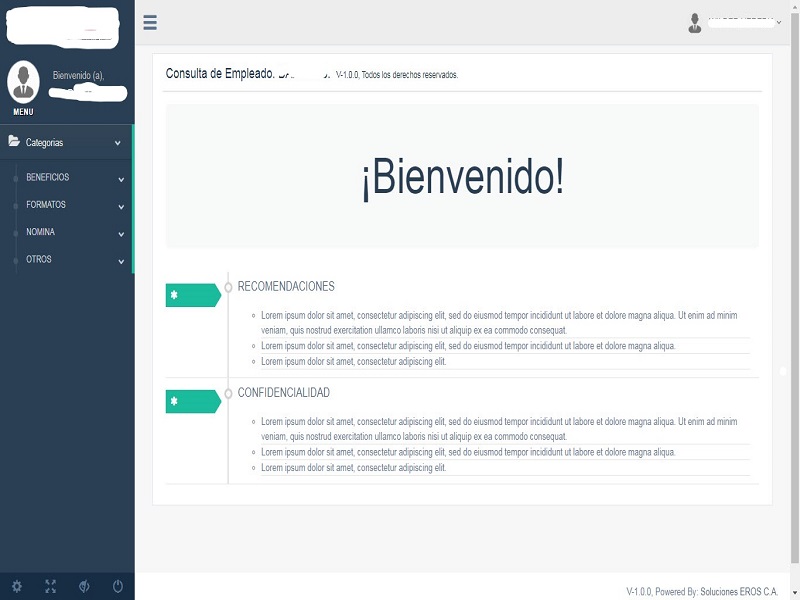 Bienvenido (a),
MENU
Categorias
BENEFICIOS
FORMATOS
NOMINA
OTROS
Consulta de Empleado. V-1.0.0, Todos los derechos reservados.
¡Bienvenido!
RECOMENDACIONES
Lorem ipsum dolor sit amet, consectetur adipiscing elit, sed do eiusmod tempor incididunt ut labore et dolore magna aliqua. Ut enim ad minim
veniam, quis nostrud exercitation ullamco laboris nisi ut aliquip ex ea commodo consequat.
Lorem ipsum dolor sit amet, consectetur adipiscing elit, sed do eiusmod tempor incididunt ut labore et dolore magna aliqua.
Lorem ipsum dolor sit amet, consectetur adipiscing elit.
CONFIDENCIALIDAD
Lorem ipsum dolor sit amet, consectetur adipiscing elit, sed do eiusmod tempor incididunt ut labore et dolore magna aliqua. Ut enim ad minim
veniam, quis nostrud exercitation ullamco laboris nisi ut aliquip ex ea commodo consequat.
Lorem ipsum dolor sit amet, consectetur adipiscing elit, sed do eiusmod tempor incididunt ut labore et dolore magna aliqua.
Lorem ipsum dolor sit amet, consectetur adipiscing elit.
V-1.0.0, Powered By: Soluciones EROS C.A.